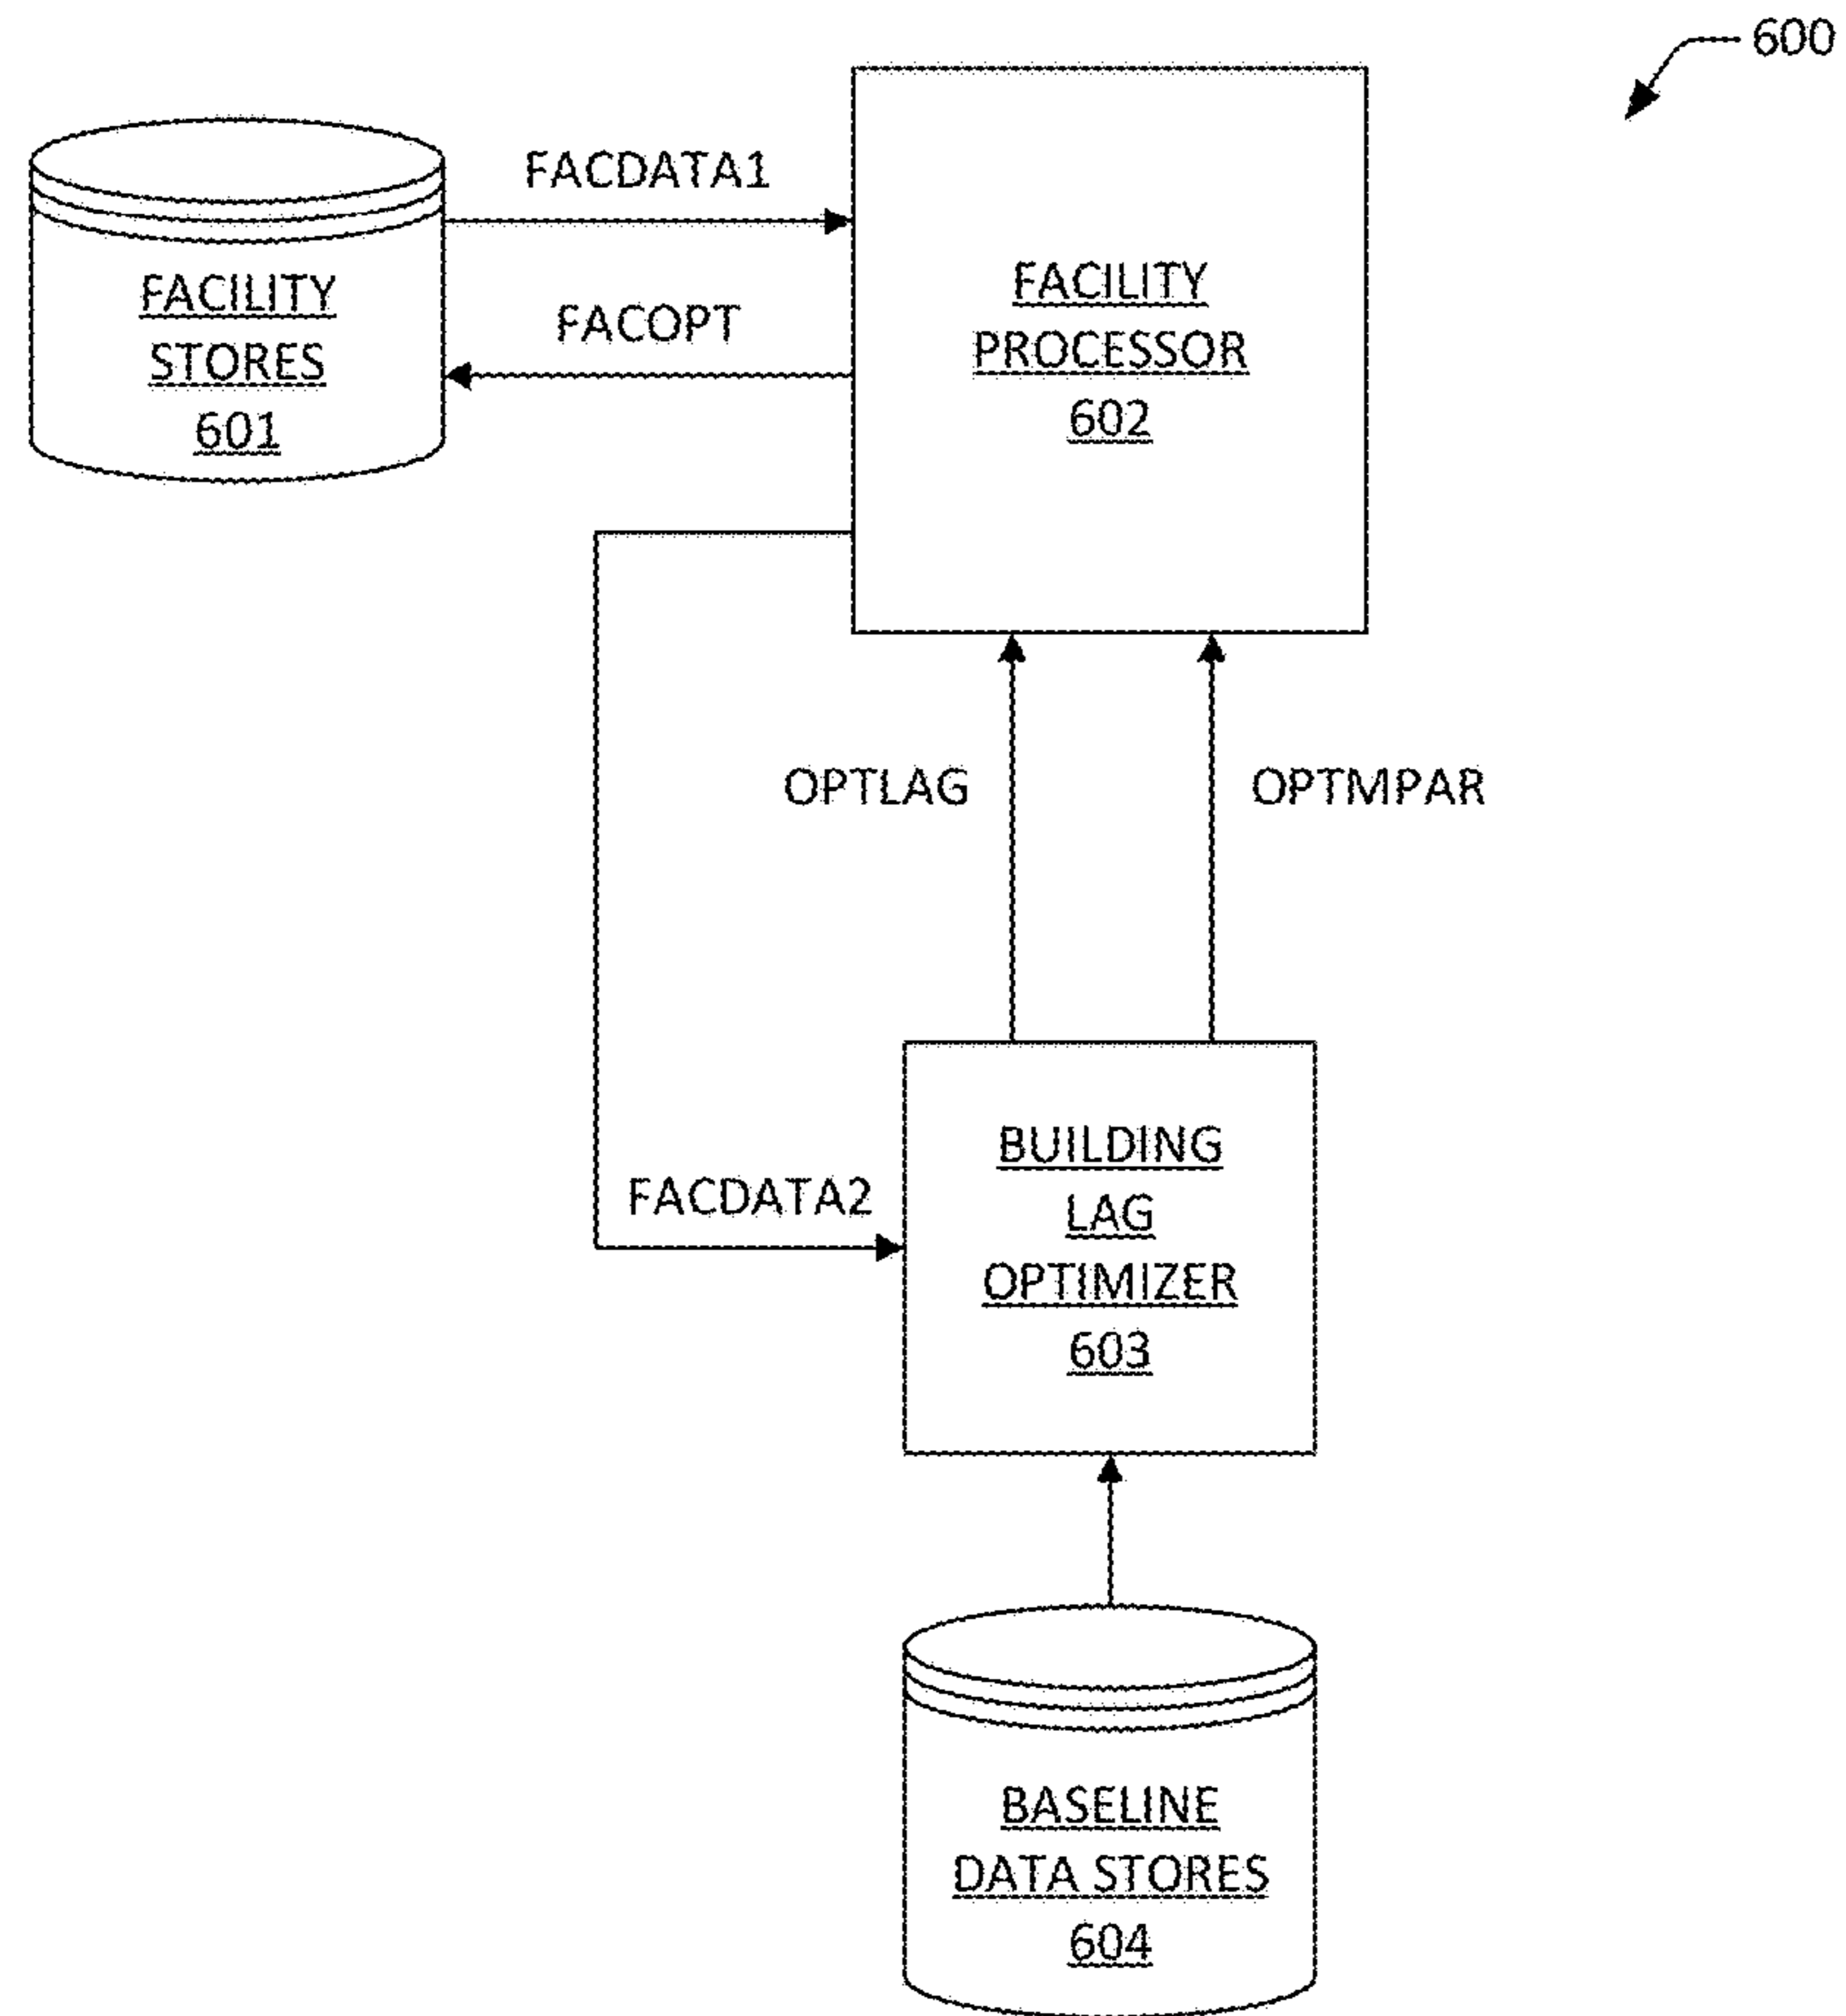 600
FACDATA1
FACILITY
STORES
601
FACOPT
FACILITY
PROCESSOR
602
OPTLAG
OPTMPAR
FACDATA2
BUILDING
LAG
OPTIMIZER
603
BASELINE
DATA STORES
604